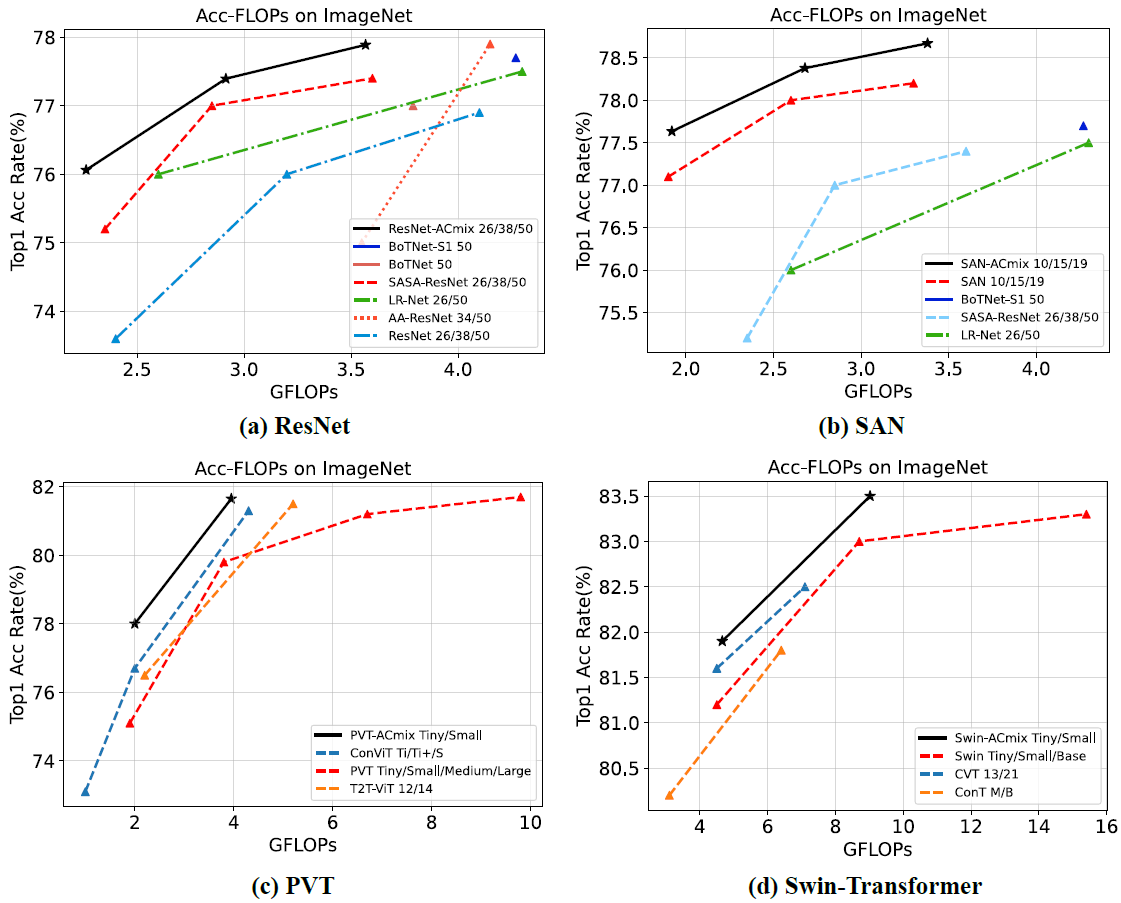 Acc-FLOPs on ImageNet
Top1 Acc Rate(%)
78
77
76
75
74
2.5
3.0
3.5
4.0
GFLOPs
ResNet-ACmix 26/38/50
BoTNet-S1 50
BoTNet 50
SASA-ResNet 26/38/50
LR-Net 26/50
AA-ResNet 34/50
ResNet 26/38/50
(a) ResNet
Acc-FLOPs on ImageNet
Top1 Acc Rate(%)
78.5
78.0
77.5
77.0
76.5
76.0
75.5
2.0
2.5
3.0
3.5
4.0
GFLOPs
SAN-ACmix 10/15/19
SAN 10/15/19
BoTNet-S1 50
SASA-ResNet 26/38/50
LR-Net 26/50
(b) SAN
Acc-FLOPs on ImageNet
Top1 Acc Rate(%)
82
80
78
76
74
2
4
6
8
10
GFLOPs
PVT-ACmix Tiny/Small
ConViT Ti/Ti+/S
PVT Tiny/Small/Medium/Large
T2T-ViT 12/14
(c) PVT
Acc-FLOPs on ImageNet
Top1 Acc Rate(%)
83.5
83.0
82.5
82.0
81.5
81.0
80.5
4
6
8
10
12
14
16
GFLOPs
Swin-ACmix Tiny/Small
Swin Tiny/Small/Base
CVT 13/21
ConT M/B
(d) Swin-Transformer